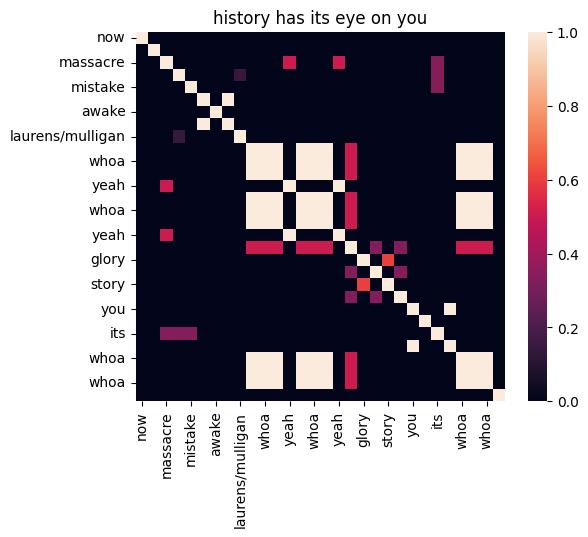 history has its eye on you
now
massacre
mistake
awake
laurens/mulligan
whoa
yeah
whoa
yeah
glory
story
you
its
whoa
whoa
now
massacre
mistake
awake
laurens/mulligan
whoa
yeah
whoa
yeah
glory
story
you
its
whoa
whoa
1.0
0.8
0.6
0.4
0.2
0.0